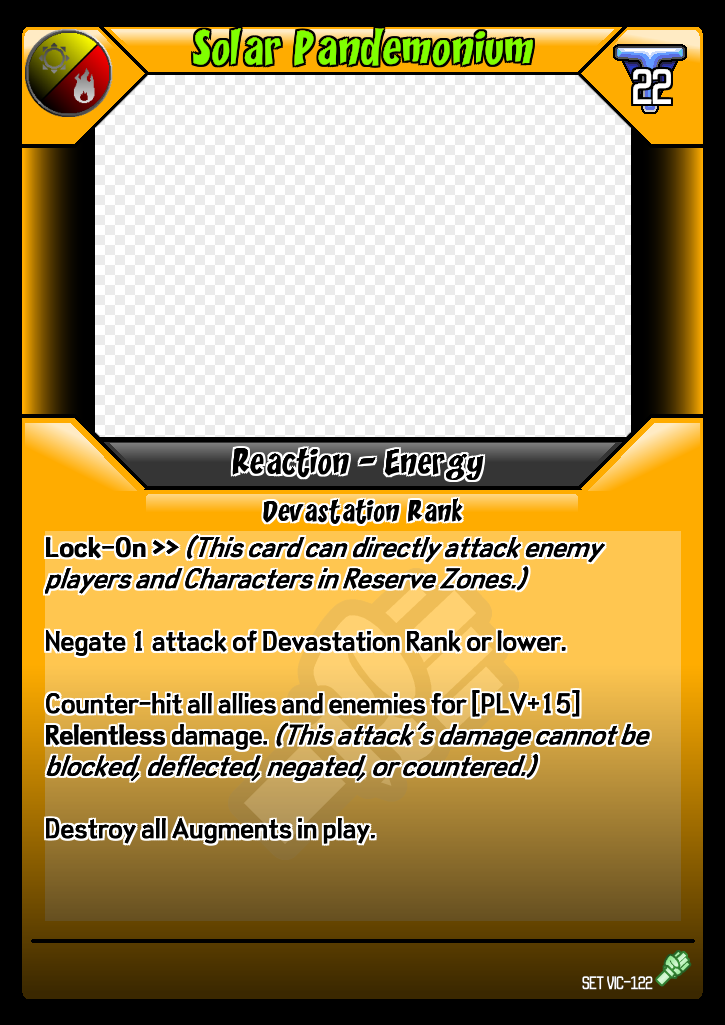 Solar Pandemonium
22
Reaction - Energy
Devastation Rank
Lock-On >> (This card can directly attack enemy
players and Characters in Reserve Zones.)
Negate 1 attack of Devastation Rank or lower.
Counter-hit all allies and enemies for [PLV+15]
Relentless damage. (This attack's damage cannot be
blocked, deflected, negated, or countered.)
Destroy all Augments in play.
SET VIC-122